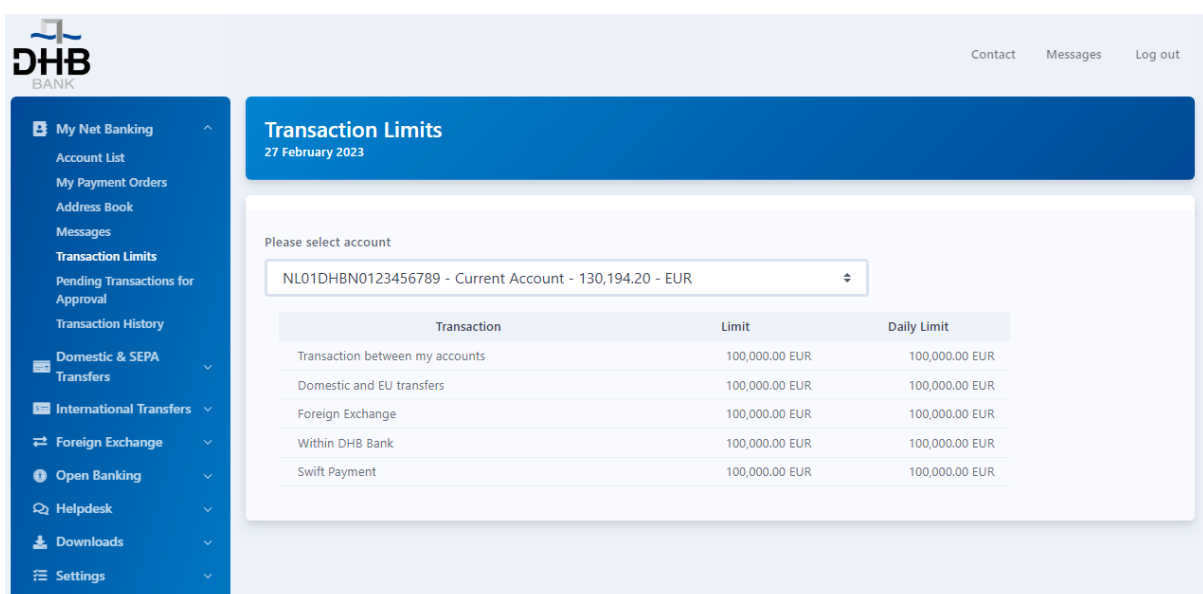 DHB
BANK
Contact Messages Log out
My Net Banking
Account List
My Payment Orders
Address Book
Messages
Transaction Limits
Pending Transactions for
Approval
Transaction History
Domestic & SEPA
Transfers
International Transfers
Foreign Exchange
Open Banking
Helpdesk
Downloads
Settings
Transaction Limits
27 February 2023
Please select account
NL01DHBN0123456789 - Current Account - 130,194.20 - EUR
Transaction Limit Daily Limit
Transaction between my accounts 100,000.00 EUR 100,000.00 EUR
Domestic and EU transfers 100,000.00 EUR 100,000.00 EUR
Foreign Exchange 100,000.00 EUR 100,000.00 EUR
Within DHB Bank 100,000.00 EUR 100,000.00 EUR
Swift Payment 100,000.00 EUR 100,000.00 EUR